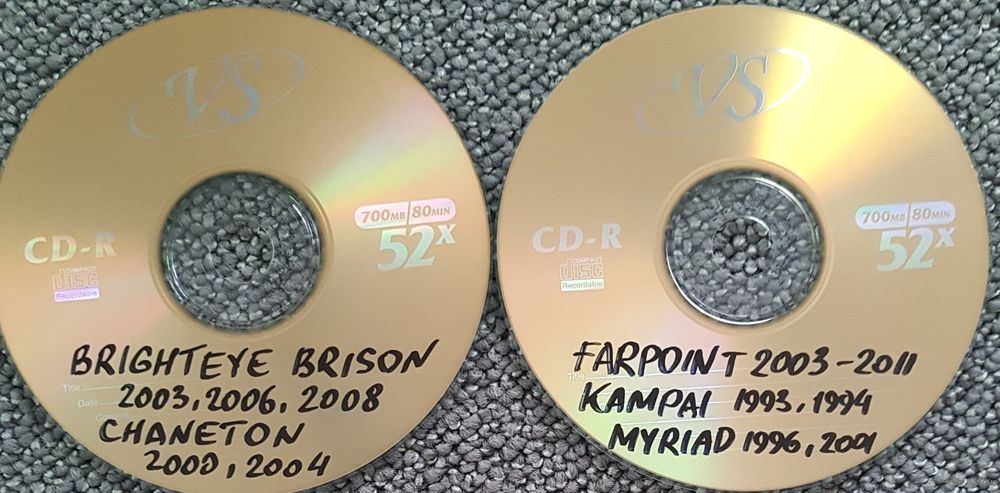 VS
CD-R
COMPACT
disc
Recordable
700MB 80MIN
52X
BRIGHTEYE BRISON
Title
2003, 2006, 2008
Date
CHANETON
2000, 2004
VS
CD-R
COMPACT
disc
Recordable
700MB 80MIN
52X
FARPOINT 2003-2011
Title
KAMPAI 1993, 1994
MYRIAD 1996, 2001